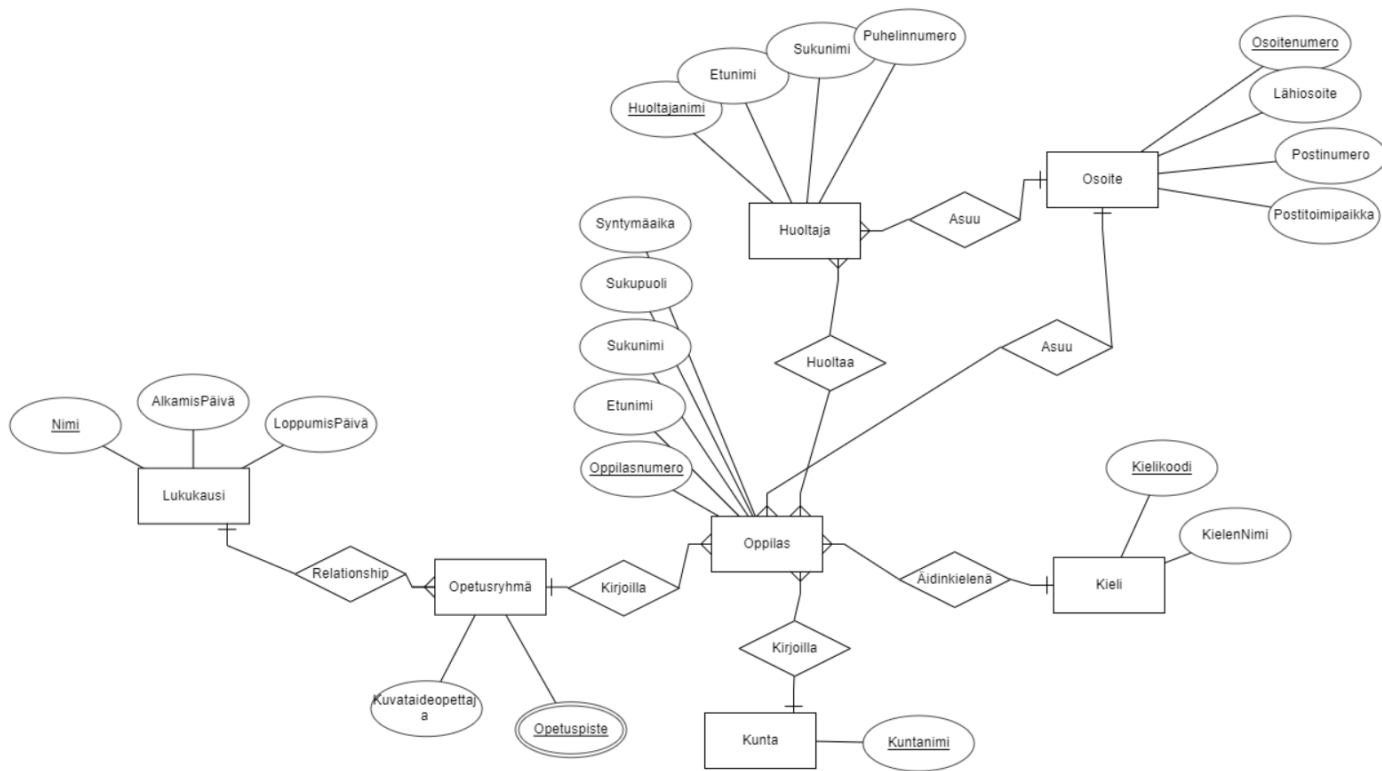 Puhelinnumero
Sukunimi
Etunimi
Huoltajanimi
Osoitenumero
Lähiosoite
Postinumero
Postitoimipaikka
Osoite
Asuu
Huoltaja
Syntymäaika
Sukupuoli
Sukunimi
Etunimi
Oppilasnumero
Huoltaa
Asuu
Nimi
AlkamisPäivä
LoppumisPäivä
Lukukausi
Relationship
Opetusryhmä
Kirjoilla
Oppilas
Äidinkielenä
Kieli
Kielikoodi
KielenNimi
Kuvataideopettaj
a
Opetuspiste
Kirjoilla
Kunta
Kuntanimi